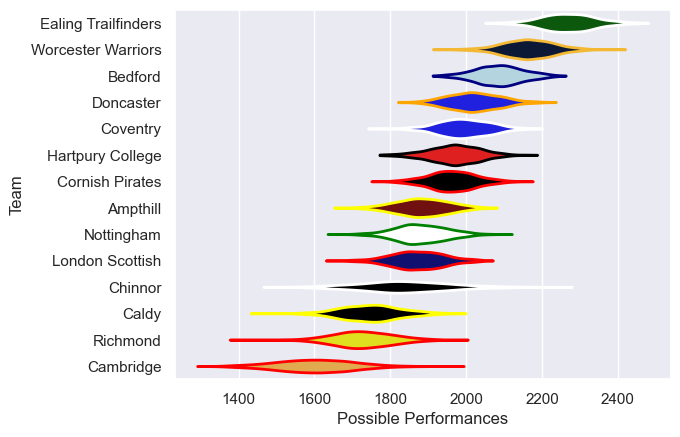 Ealing Trailfinders
Worcester Warriors
Bedford
Doncaster
Coventry
Hartpury College
Cornish Pirates
Ampthill
Nottingham
London Scottish
Chinnor
Caldy
Richmond
Cambridge
Team
1400 1600 1800 2000 2200 2400
Possible Performances